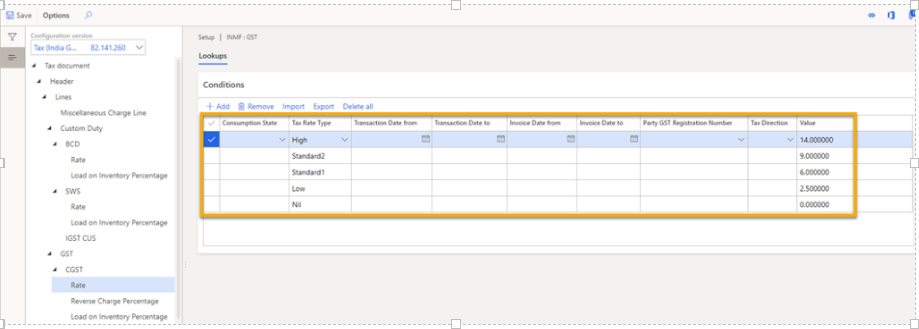 Save Options
Configuration version
Tax (India G... 82.141.260
Tax document
Header
Lines
Miscellaneous Charge Line
Custom Duty
BCD
Rate
Load on Inventory Percentage
SWS
Rate
Load on Inventory Percentage
IGST CUS
GST
CGST
Rate
Reverse Charge Percentage
Load on Inventory Percentage
Setup | INMF : GST
Lookups
Conditions
+ Add Remove Import Export Delete all
Consumption State Tax Rate Type Transaction Date from Transaction Date to Invoice Date from Invoice Date to Party GST Registration Number Tax Direction Value
High 14.000000
Standard2 9.000000
Standard1 6.000000
Low 2.500000
Nil 0.000000